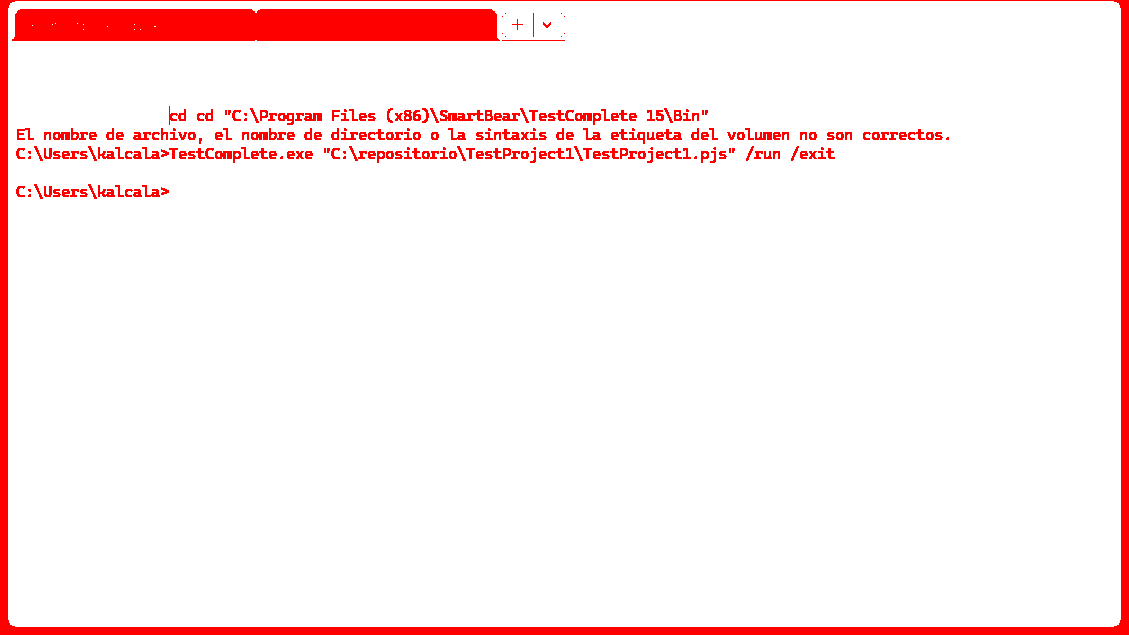 cd cd "C:\Program Files (x86)\SmartBear\TestComplete 15\Bin"
El nombre de archivo, el nombre de directorio o la sintaxis de la etiqueta del volumen no son correctos.
C:\Users\kalcala>TestComplete.exe "C:\repositorio\TestProject1\TestProject1.pjs" /run /exit
C:\Users\kalcala>